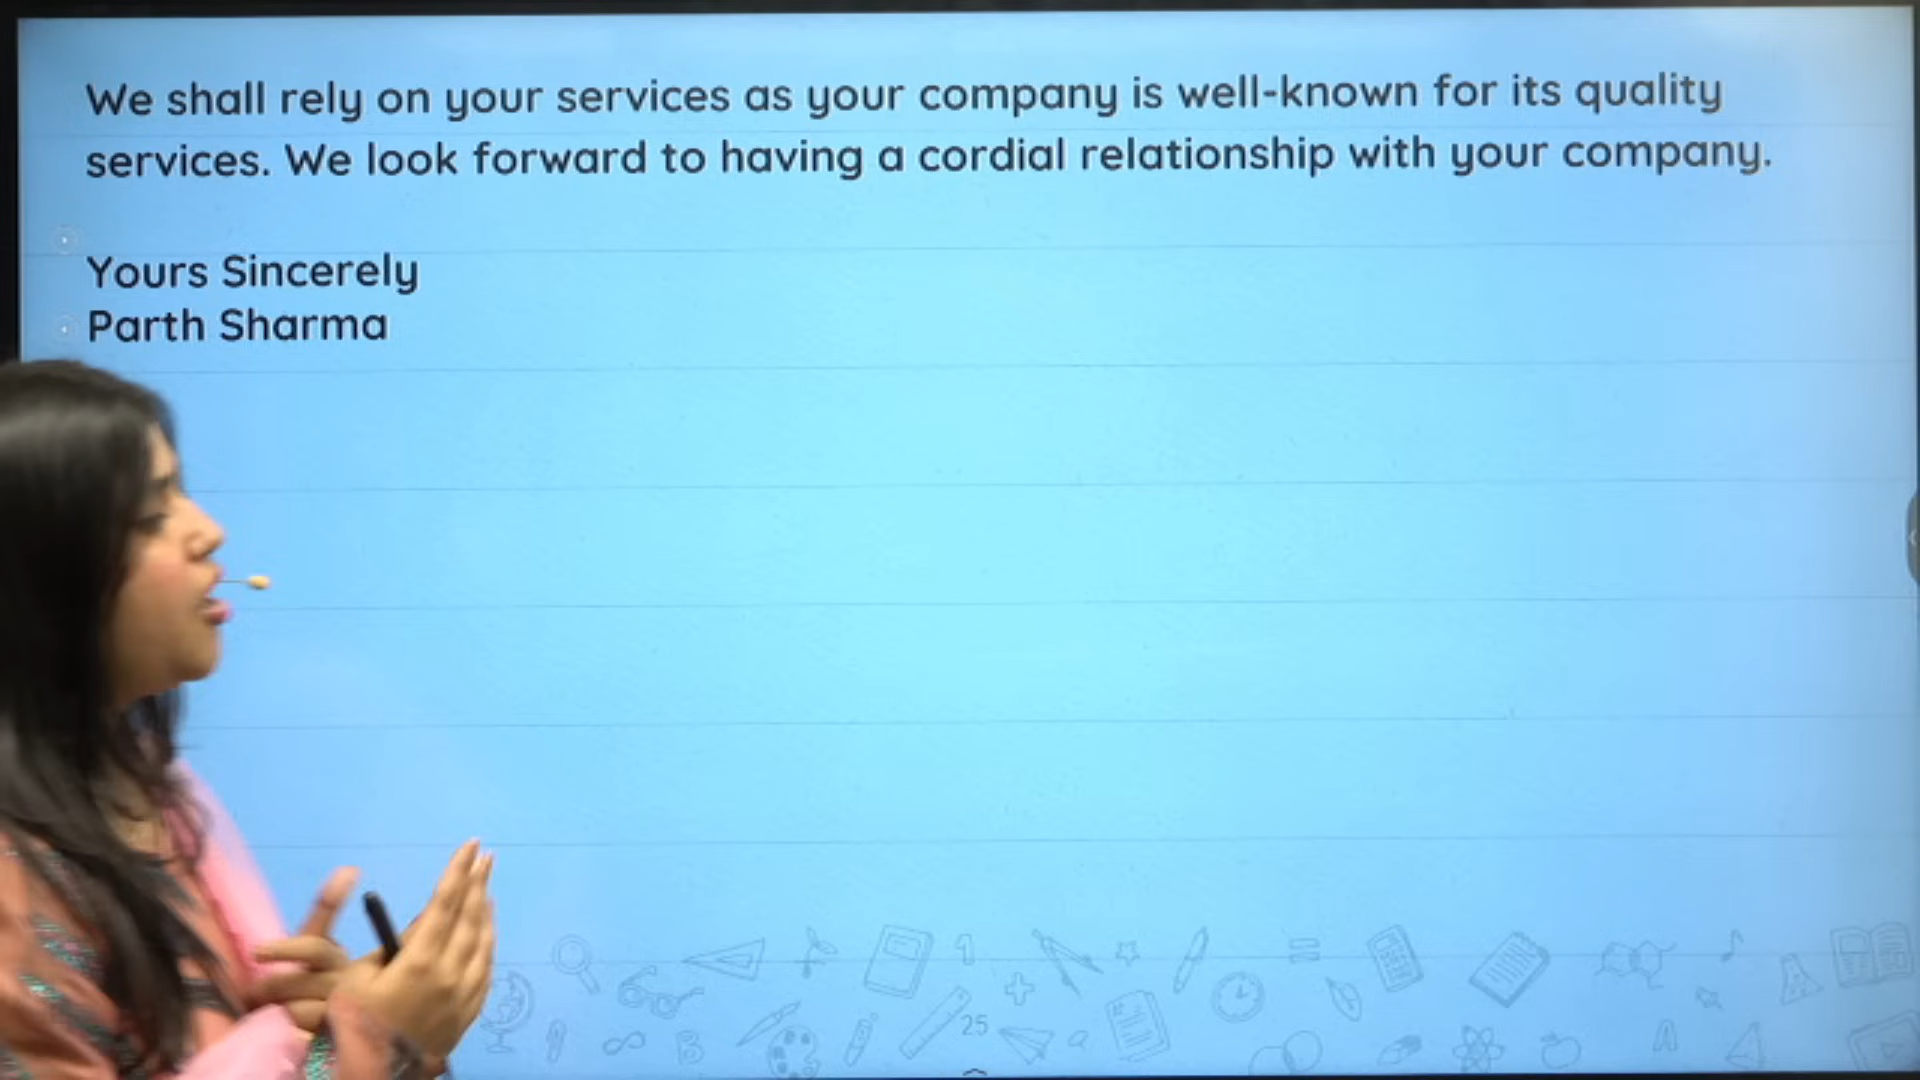 We shall rely on your services as your company is well-known for its quality
services. We look forward to having a cordial relationship with your company.
Yours Sincerely
Parth Sharma
25